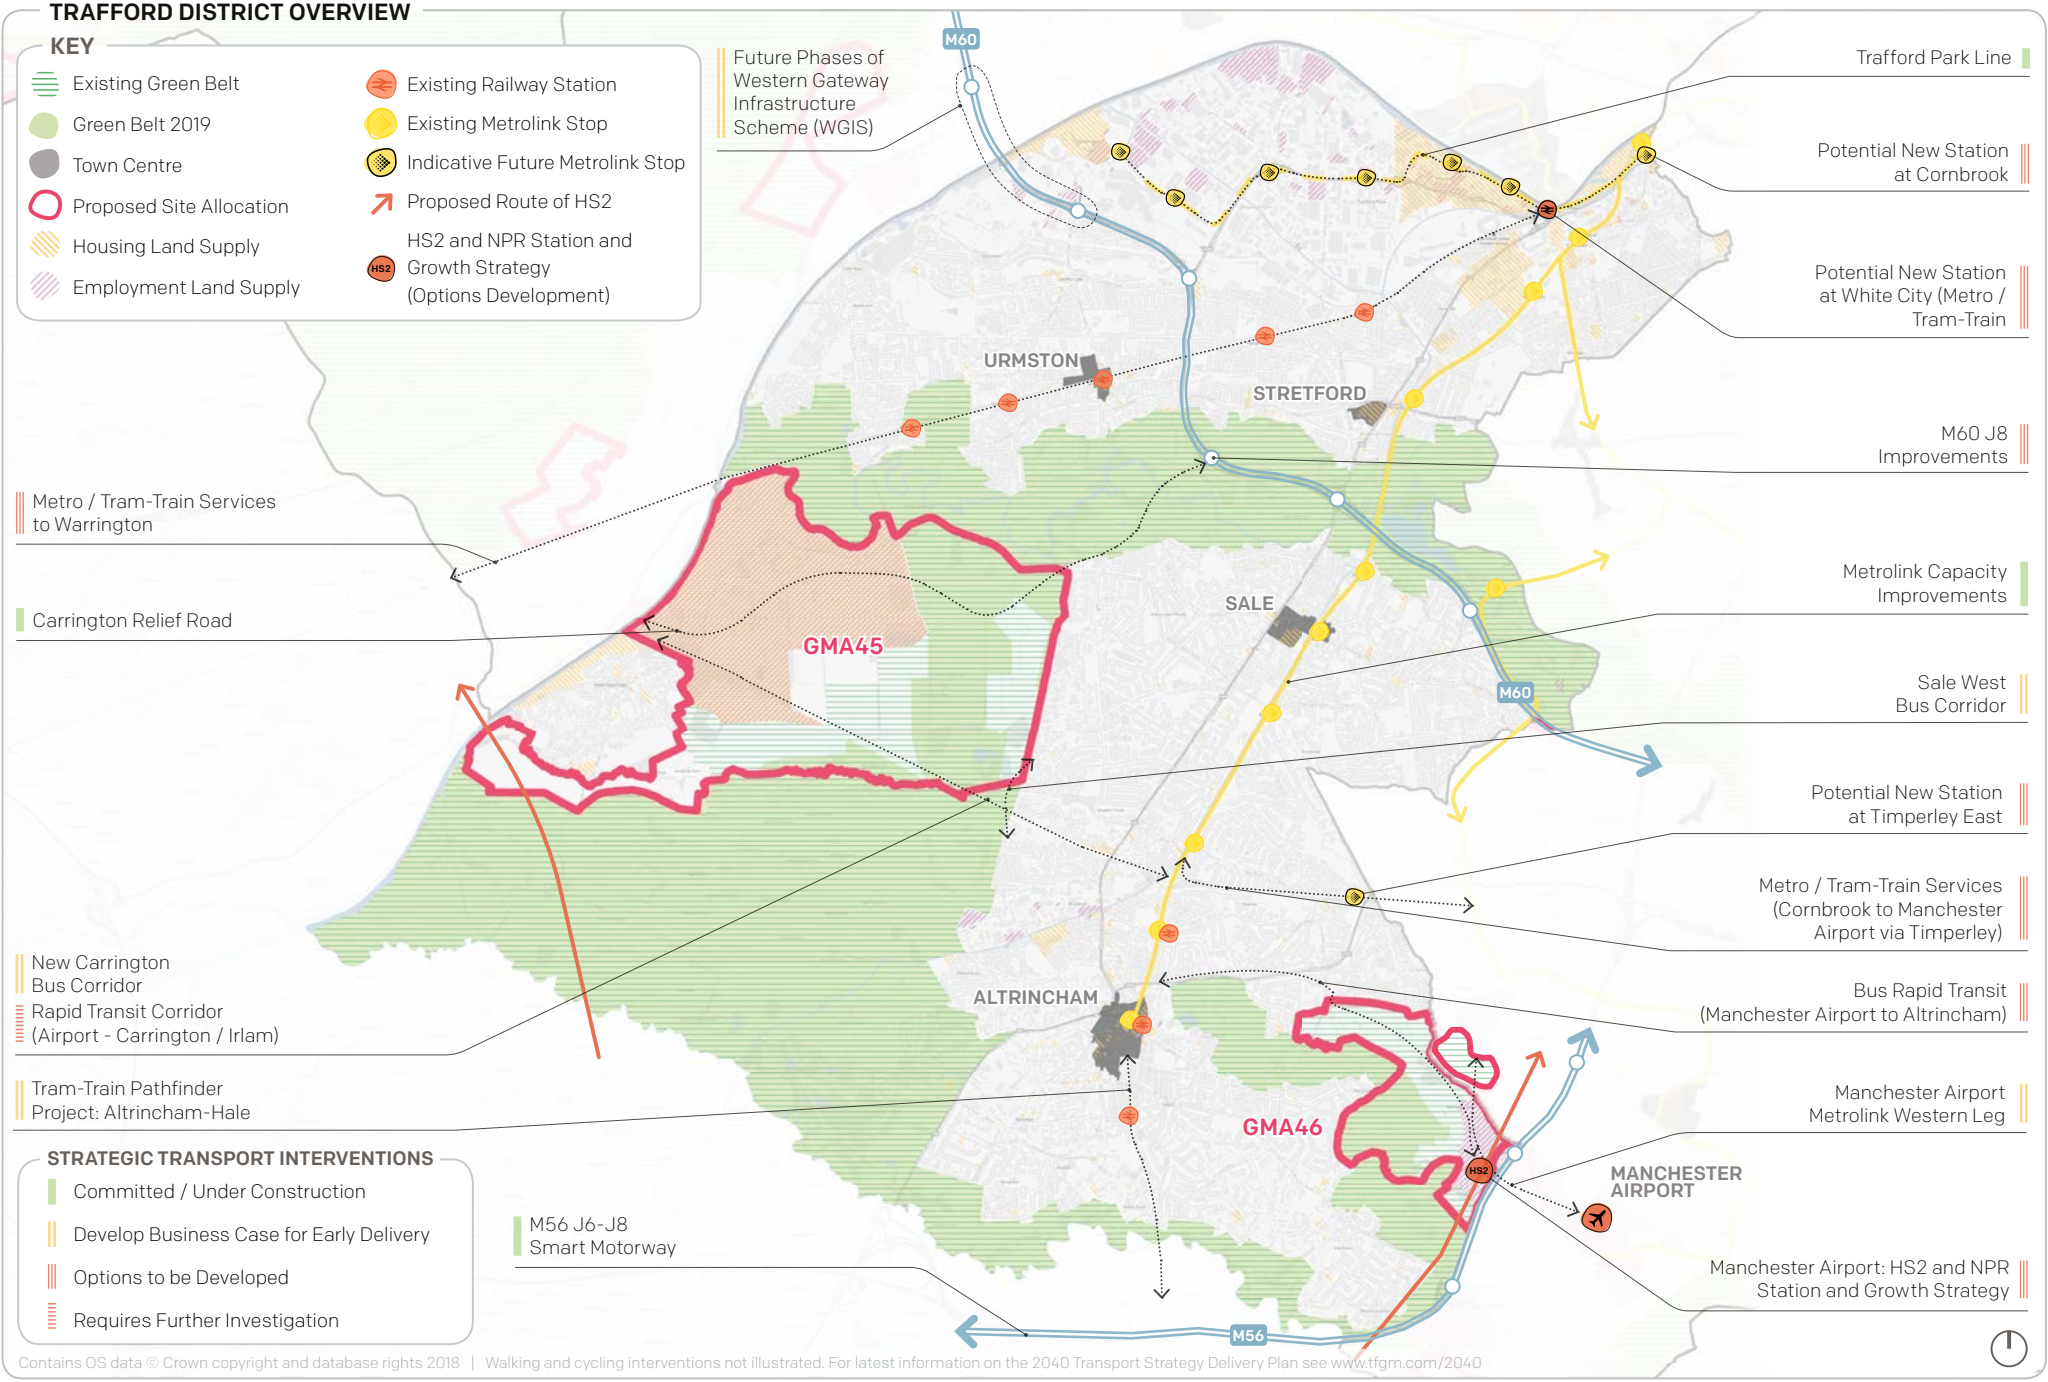 TRAFFORD DISTRICT OVERVIEW
KEY
Existing Green Belt
Green Belt 2019
Town Centre
Proposed Site Allocation
Housing Land Supply
Employment Land Supply
Existing Railway Station
Existing Metrolink Stop
Indicative Future Metrolink Stop
Proposed Route of HS2
HS2
HS2 and NPR Station and
Growth Strategy
(Options Development)
Future Phases of
Western Gateway
Infrastructure
Scheme (WGIS)
M60
Trafford Park Line
Potential New Station
at Cornbrook
Potential New Station
at White City (Metro /
Tram-Train
M60 J8
Improvements
Metrolink Capacity
Improvements
Sale West
Bus Corridor
Potential New Station
at Timperley East
Metro / Tram-Train Services
(Cornbrook to Manchester
Airport via Timperley)
Bus Rapid Transit
(Manchester Airport to Altrincham)
Manchester Airport
Metrolink Western Leg
Manchester Airport: HS2 and NPR
Station and Growth Strategy
URMSTON
STRETFORD
SALE
GMA45
M60
ALTRINCHAM
GMA46
HS2
MANCHESTER
AIRPORT
M56
Metro / Tram-Train Services
to Warrington
Carrington Relief Road
New Carrington
Bus Corridor
Rapid Transit Corridor
(Airport - Carrington / Irlam)
Tram-Train Pathfinder
Project: Altrincham-Hale
M56 J6-J8
Smart Motorway
STRATEGIC TRANSPORT INTERVENTIONS
Committed / Under Construction
Develop Business Case for Early Delivery
Options to be Developed
Requires Further Investigation
Contains OS data © Crown copyright and database rights 2018 | Walking and cycling interventions not illustrated. For latest information on the 2040 Transport Strategy Delivery Plan see www.tfgm.com/2040